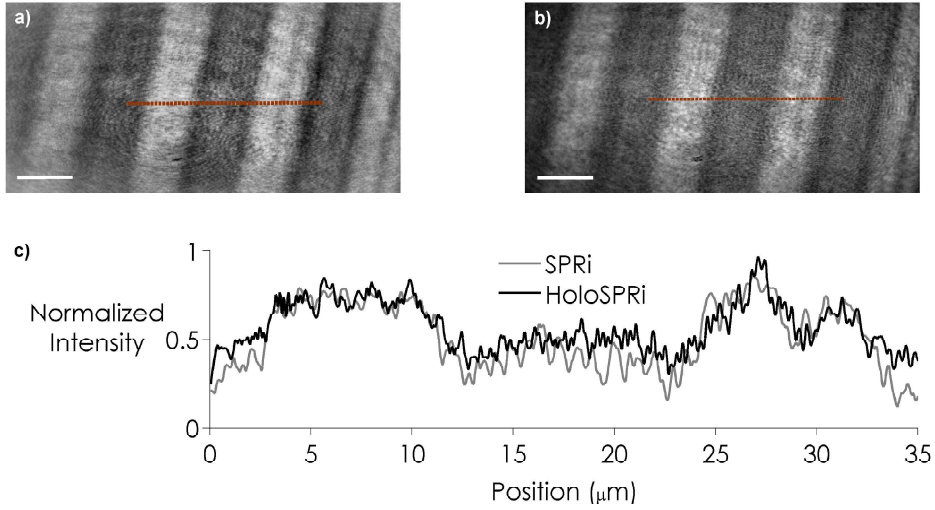 a)
b)
c)
1
0.5
0
Normalized
Intensity
SPRi
HoloSPRi
0 5 10 15 20 25 30 35
Position (μm)